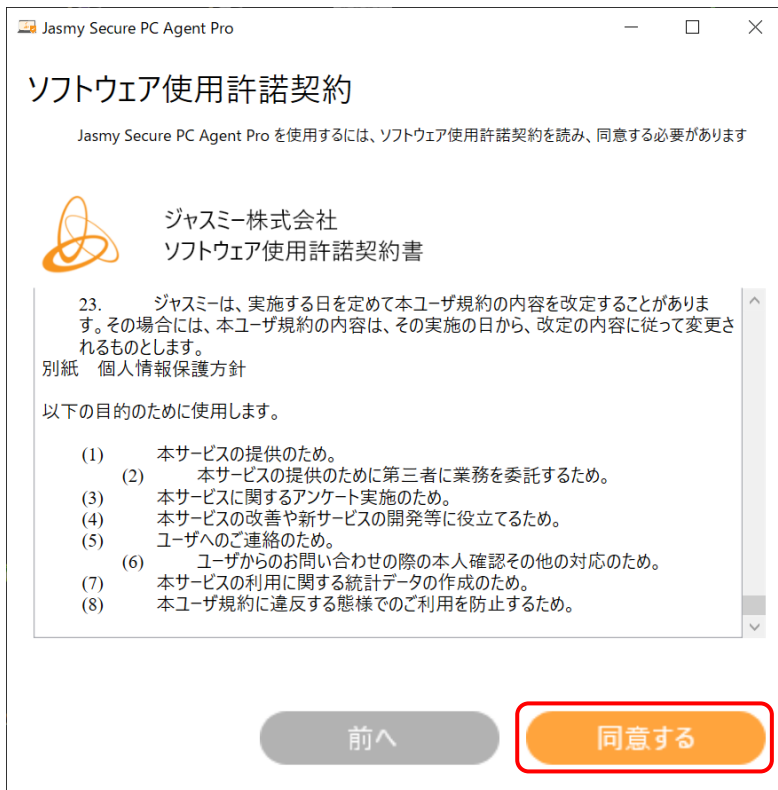 Jasmy Secure PC Agent Pro
ソフトウェア使用許諾契約
Jasmy Secure PC Agent Pro を使用するには、ソフトウェア使用許諾契約を読み、同意する必要があります
ジャスミー株式会社
ソフトウェア使用許諾契約書
23. ジャスミーは、実施する日を定めて本ユーザ規約の内容を改定することがありま
す。その場合には、本ユーザ規約の内容は、その実施の日から、改定の内容に従って変更さ
れるものとします。
別紙 個人情報保護方針
以下の目的のために使用します。
(1) 本サービスの提供のため。
(2) 本サービスの提供のために第三者に業務を委託するため。
(3) 本サービスに関するアンケート実施のため。
(4) 本サービスの改善や新サービスの開発等に役立てるため。
(5) ユーザへのご連絡のため。
(6) ユーザからのお問い合わせの際の本人確認その他の対応のため。
(7) 本サービスの利用に関する統計データの作成のため。
(8) 本ユーザ規約に違反する態様でのご利用を防止するため。
前へ
同意する